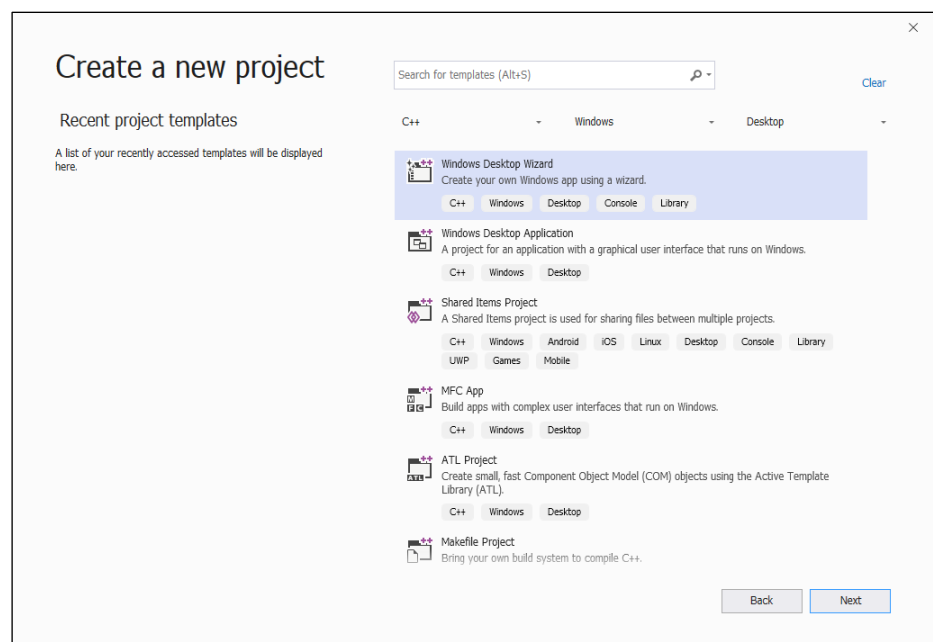 Create a new project
Search for templates (Alt+S)
Clear
Recent project templates
A list of your recently accessed templates will be displayed
here.
C++ Windows Desktop
Windows Desktop Wizard
Create your own Windows app using a wizard.
C++ Windows Desktop Console Library
Windows Desktop Application
A project for an application with a graphical user interface that runs on Windows.
C++ Windows Desktop
Shared Items Project
A Shared Items project is used for sharing files between multiple projects.
C++ Windows Android iOS Linux Desktop Console Library
UWP Games Mobile
MFC App
Build apps with complex user interfaces that run on Windows.
C++ Windows Desktop
ATL Project
Create small, fast Component Object Model (COM) objects using the Active Template
Library (ATL).
C++ Windows Desktop
Makefile Project
Bring your own build system to compile C++.
Back Next